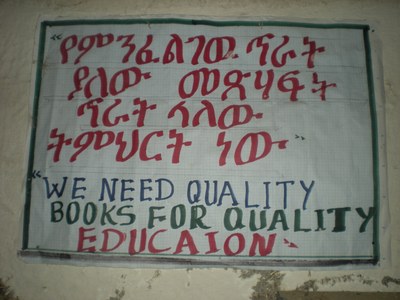 "የምንፈልገዉ ጥራት
ያለው መጽሃፍት
ጥራት ላለው
ትምህርት ነው"
"WE NEED QUALITY
BOOKS FOR QUALITY
EDUCAION"